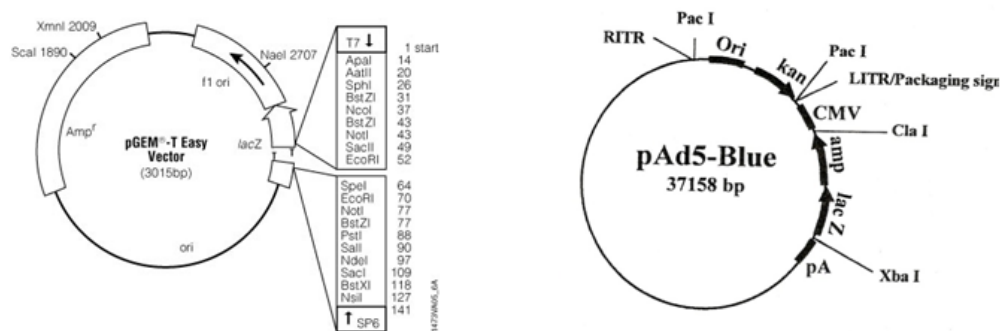 XmnI 2009
ScaI 1890
NaeI 2707
f1 ori
Amp^r
pGEM®-T Easy
Vector
(3015bp)
lacZ
ori
T7 ↓
1 start
ApaI 14
AatII 20
SphI 26
BstZI 31
NcoI 37
BstZI 43
NotI 43
SacII 49
EcoRI 52
SpeI 64
EcoRI 70
NotI 77
BstZI 77
PstI 88
SalI 90
NdeI 97
SacI 109
BstXI 118
NsiI 127
141
↑ SP6
1473VA05_6A
Pac I
RITR
Ori
kan
Pac I
LITR/Packaging sign
CMV
Cla I
amp
lac Z
Xba I
pA
pAd5-Blue
37158 bp